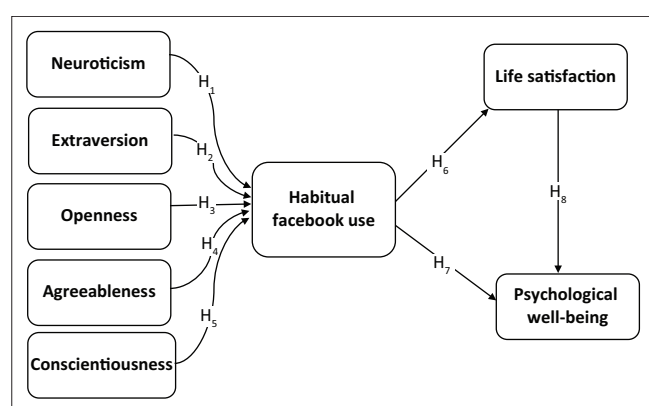 Neuroticism
H₁
Extraversion
H₂
Openness
H₃
Agreeableness
H₄
Conscientiousness
H₅
Habitual
facebook use
Life satisfaction
H₆
H₈
H₇
Psychological
well-being